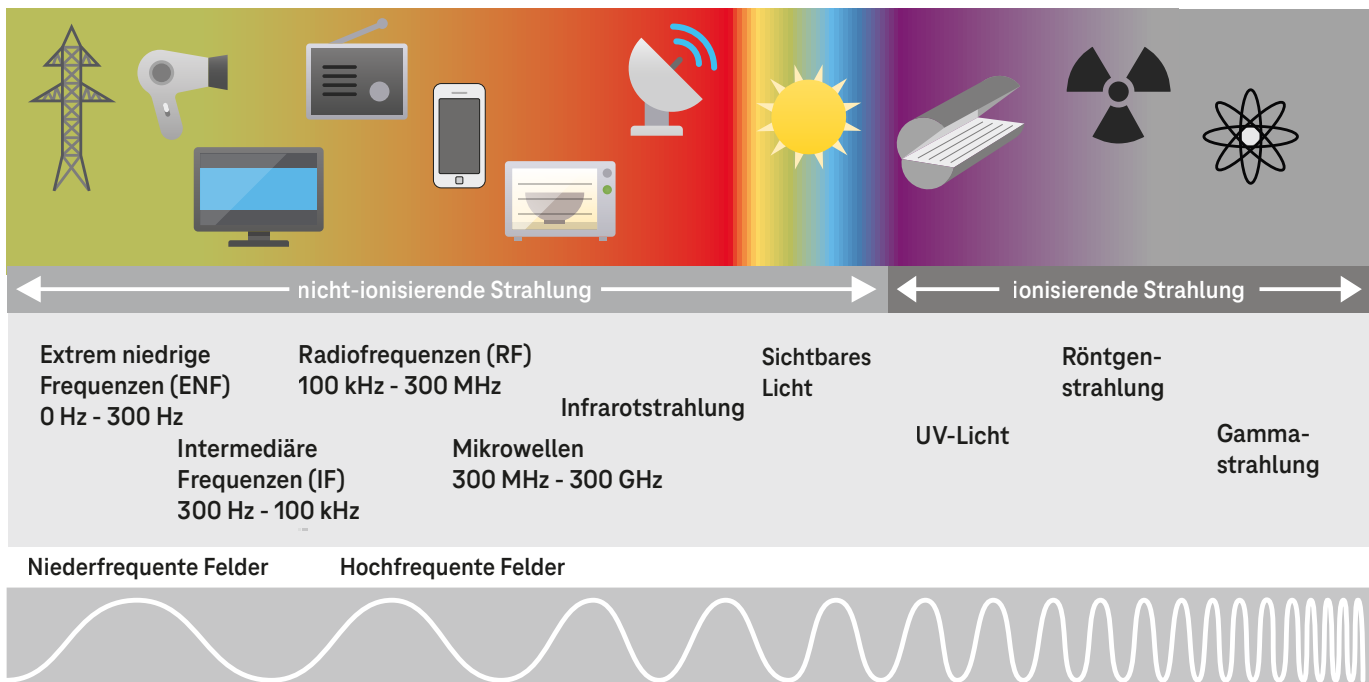 nicht-ionisierende Strahlung
ionisierende Strahlung
Extrem niedrige
Frequenzen (ENF)
0 Hz - 300 Hz
Intermediäre
Frequenzen (IF)
300 Hz - 100 kHz
Radiofrequenzen (RF)
100 kHz - 300 MHz
Mikrowellen
300 MHz - 300 GHz
Infrarotstrahlung
Sichtbares
Licht
UV-Licht
Röntgen-
strahlung
Gamma-
strahlung
Niederfrequente Felder
Hochfrequente Felder